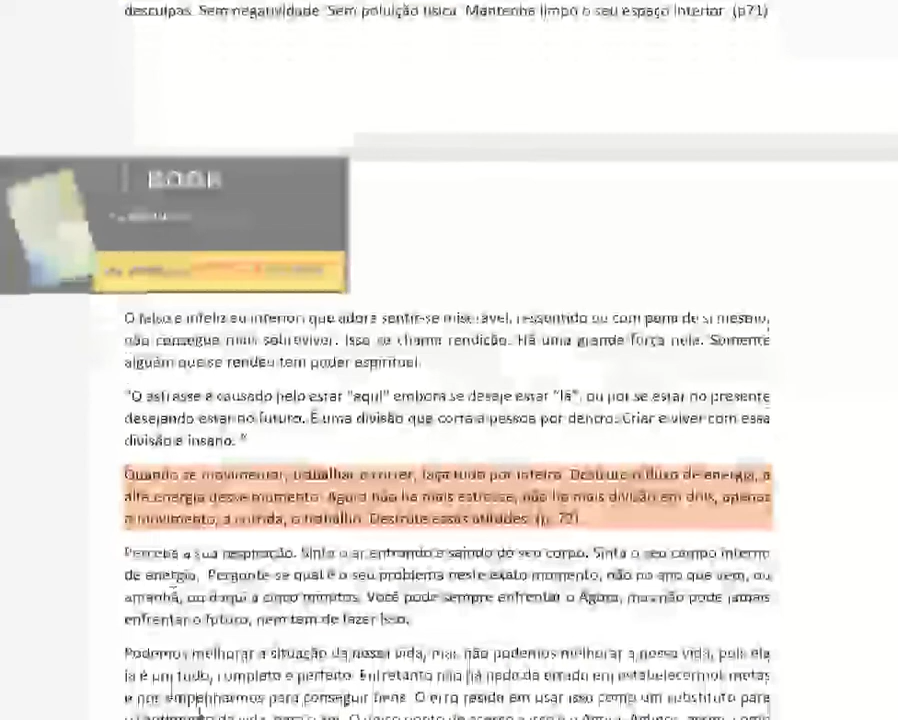 desculpas. Sem negatividade. Sem poluição física. Mantenha limpo o seu espaço interior. (p71)
BOOK
O falso e infeliz eu interior, que adora sentir-se miserável, ressentido ou com pena de si mesmo,
não consegue mais sobreviver. Isso se chama rendição. Há uma grande força nela. Somente
alguém que se rendeu tem poder espiritual.
"O estresse é causado pelo estar "aqui" embora se deseje estar "lá", ou por se estar no presente
desejando estar no futuro. É uma divisão que corta a pessoa por dentro. Criar e viver com essa
divisão é insano. "
Quando se movimentar, trabalhar e correr, faça tudo por inteiro. Desfrute o fluxo de energia, a
alta energia desse momento. Agora não há mais estresse, não há mais divisão em dois, apenas
o movimento, a corrida, o trabalho. Desfrute essas atitudes. (p. 72)
Perceba a sua respiração. Sinta o ar entrando e saindo do seu corpo. Sinta o seu campo interno
de energia. Pergunte-se qual é o seu problema neste exato momento, não no ano que vem, ou
amanhã, ou daqui a cinco minutos. Você pode sempre enfrentar o Agora, mas não pode jamais
enfrentar o futuro, nem tem de fazer isso.
Podemos melhorar a situação da nossa vida, mas não podemos melhorar a nossa vida, pois ela
já é um todo, completo e perfeito. Entretanto não há nada de errado em estabelecermos metas
e nos empenharmos para conseguir bens. O erro reside em usar isso como um substituto para